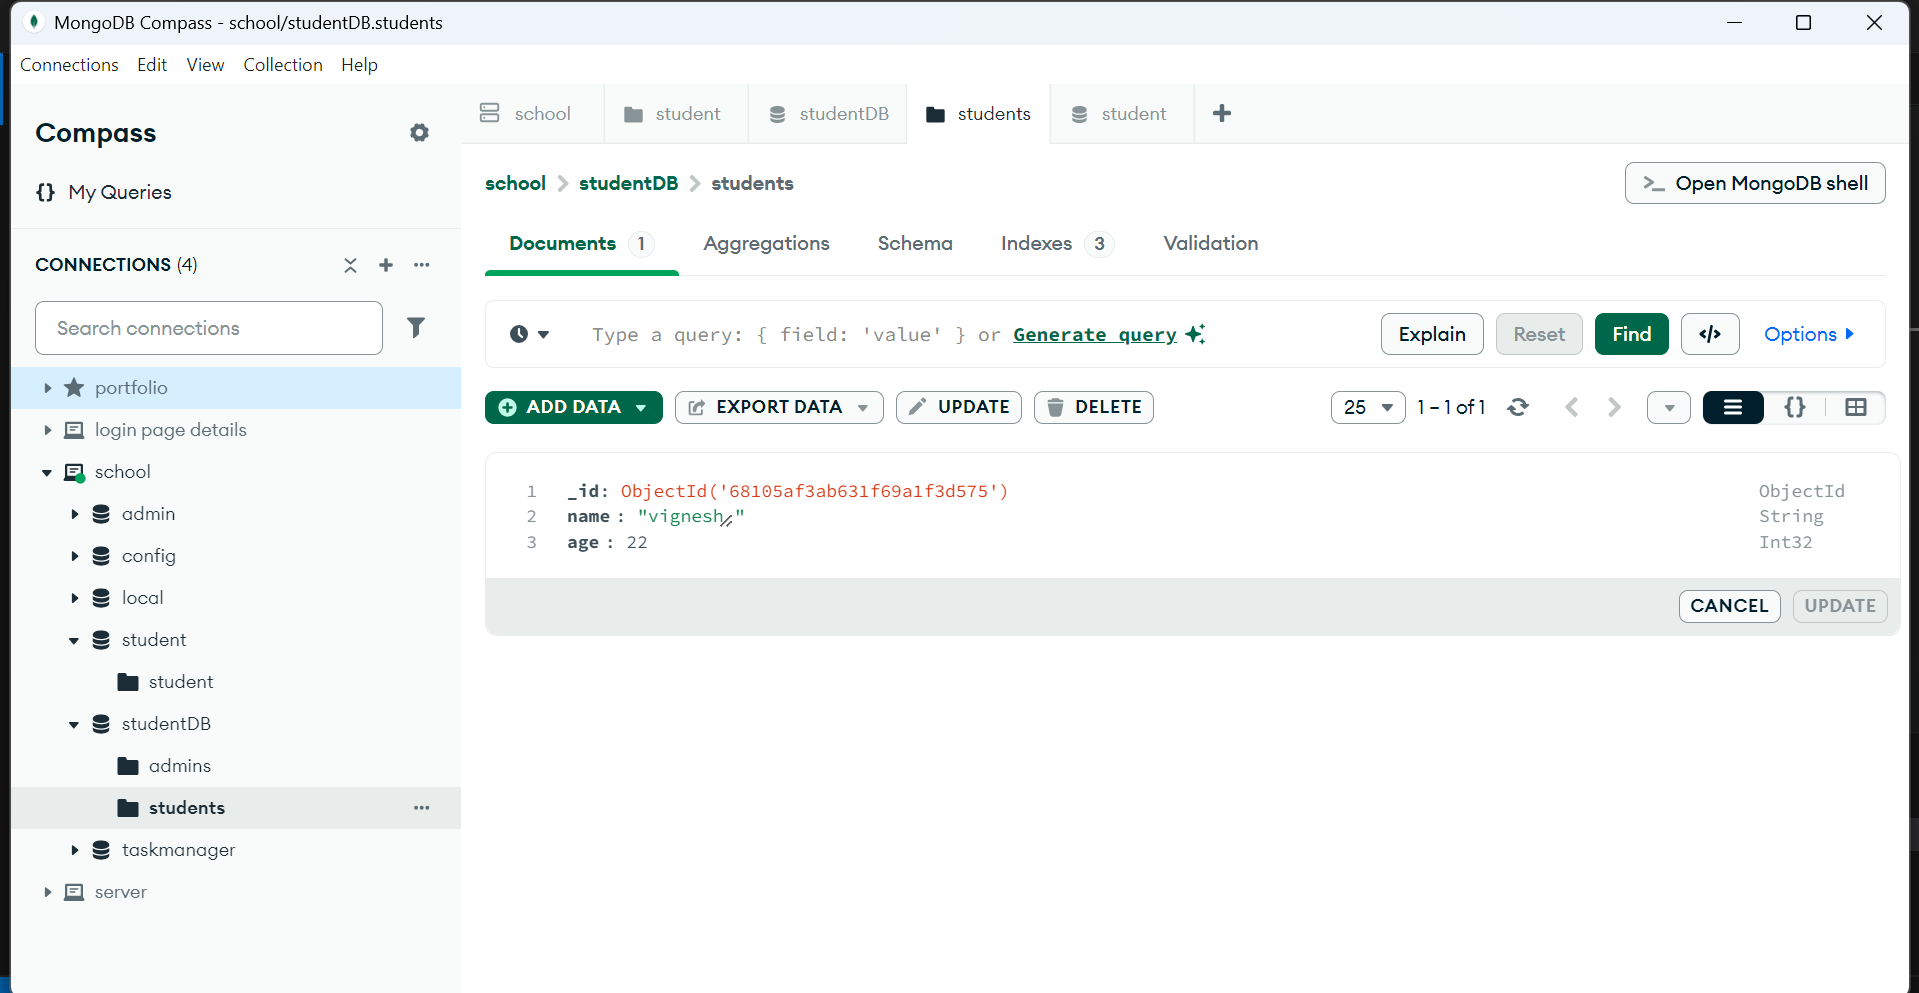 MongoDB Compass - school/studentDB.students
Connections Edit View Collection Help
Compass
{} My Queries
CONNECTIONS (4)
Search connections
portfolio
login page details
school
admin
config
local
student
student
studentDB
admins
students
taskmanager
server
school student studentDB students student
school > studentDB > students
>_ Open MongoDB shell
Documents 1 Aggregations Schema Indexes 3 Validation
Type a query: { field: 'value' } or Generate query
Explain Reset Find </> Options
ADD DATA EXPORT DATA UPDATE DELETE
25 1 – 1 of 1 {}
1 _id: ObjectId('68105af3ab631f69a1f3d575') ObjectId
2 name : "vignesh " String
3 age : 22 Int32
CANCEL UPDATE